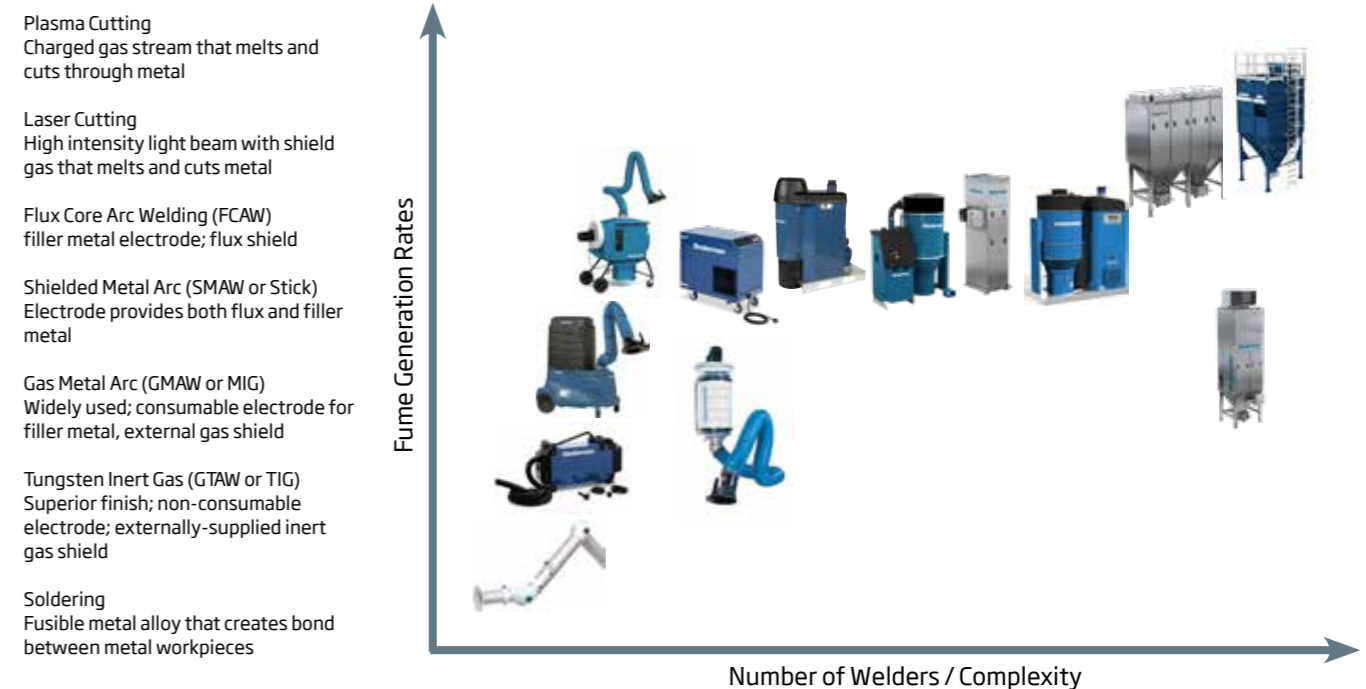 Plasma Cutting
Charged gas stream that melts and
cuts through metal
Laser Cutting
High intensity light beam with shield
gas that melts and cuts metal
Flux Core Arc Welding (FCAW)
filler metal electrode; flux shield
Shielded Metal Arc (SMAW or Stick)
Electrode provides both flux and filler
metal
Gas Metal Arc (GMAW or MIG)
Widely used; consumable electrode for
filler metal, external gas shield
Tungsten Inert Gas (GTAW or TIG)
Superior finish; non-consumable
electrode; externally-supplied inert
gas shield
Soldering
Fusible metal alloy that creates bond
between metal workpieces
Fume Generation Rates
Number of Welders / Complexity